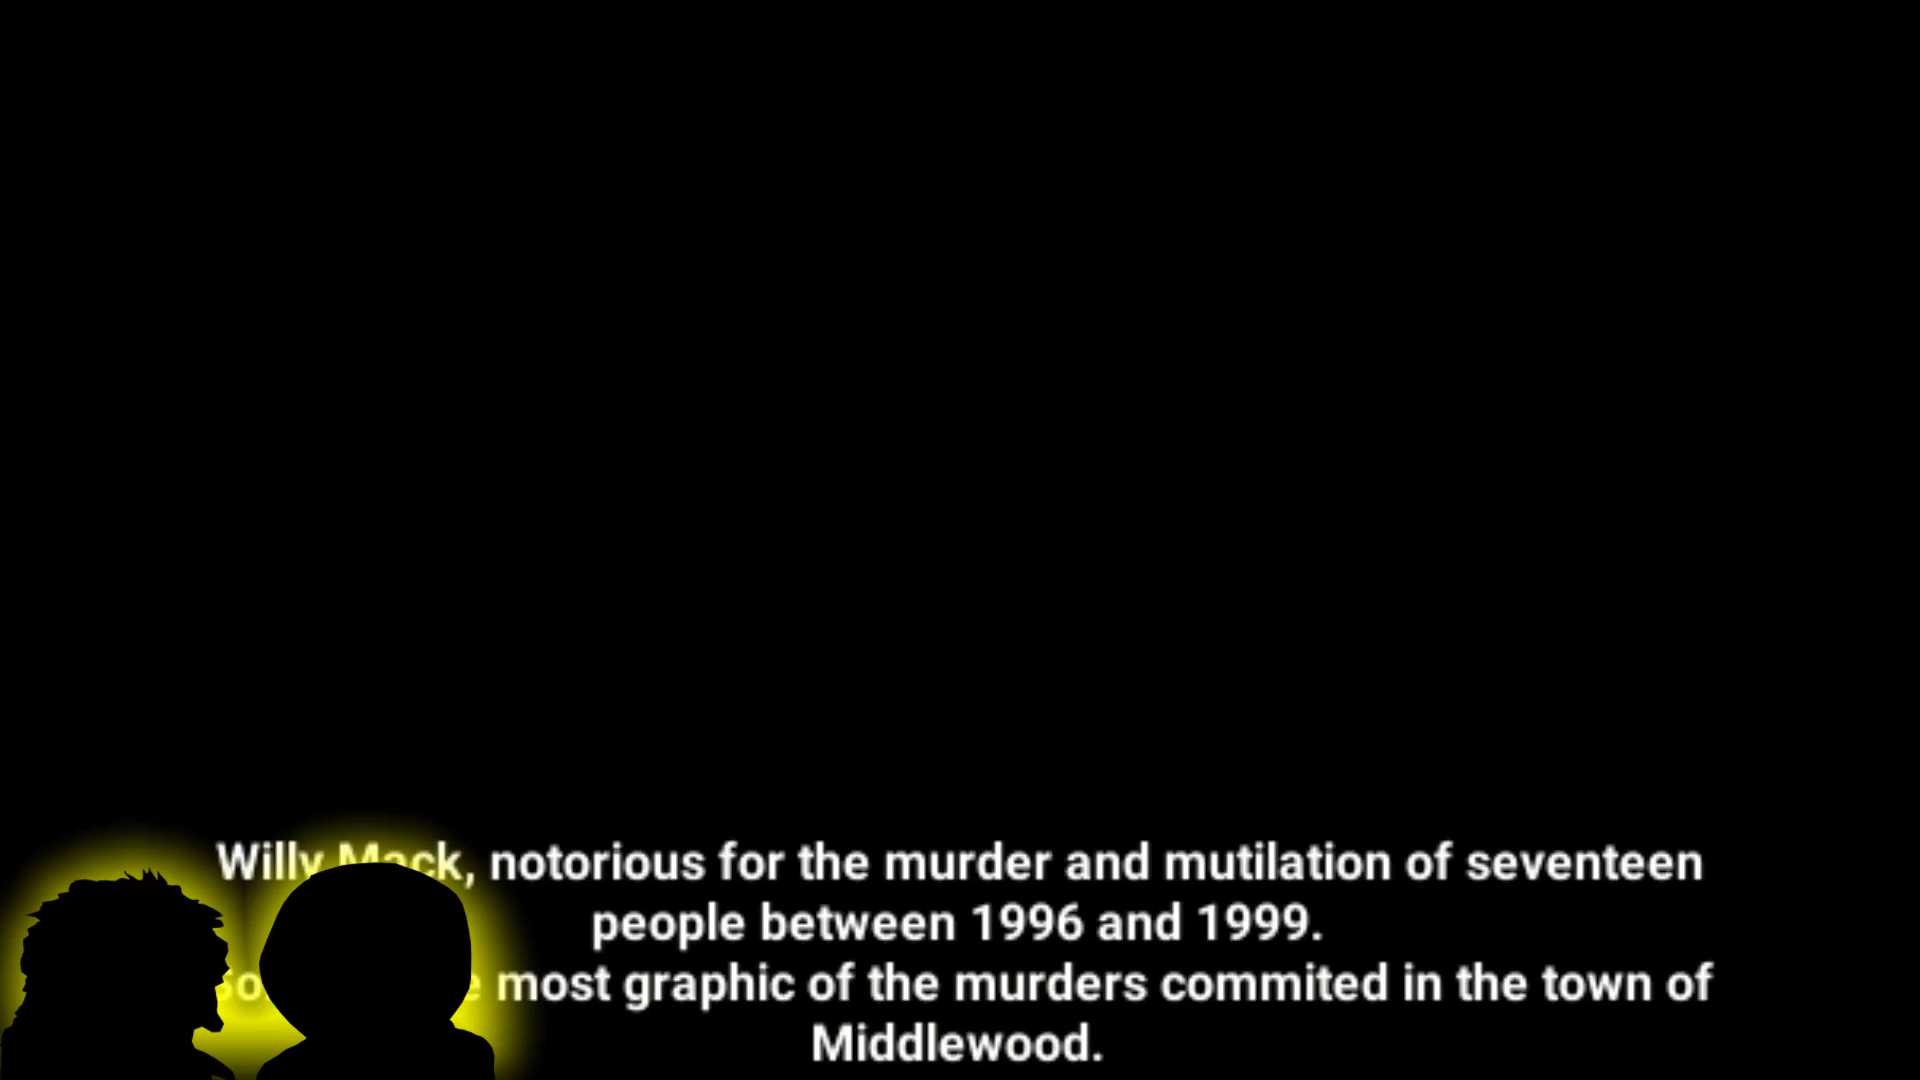 Willy Mack, notorious for the murder and mutilation of seventeen
people between 1996 and 1999.
most graphic of the murders commited in the town of
Middlewood.